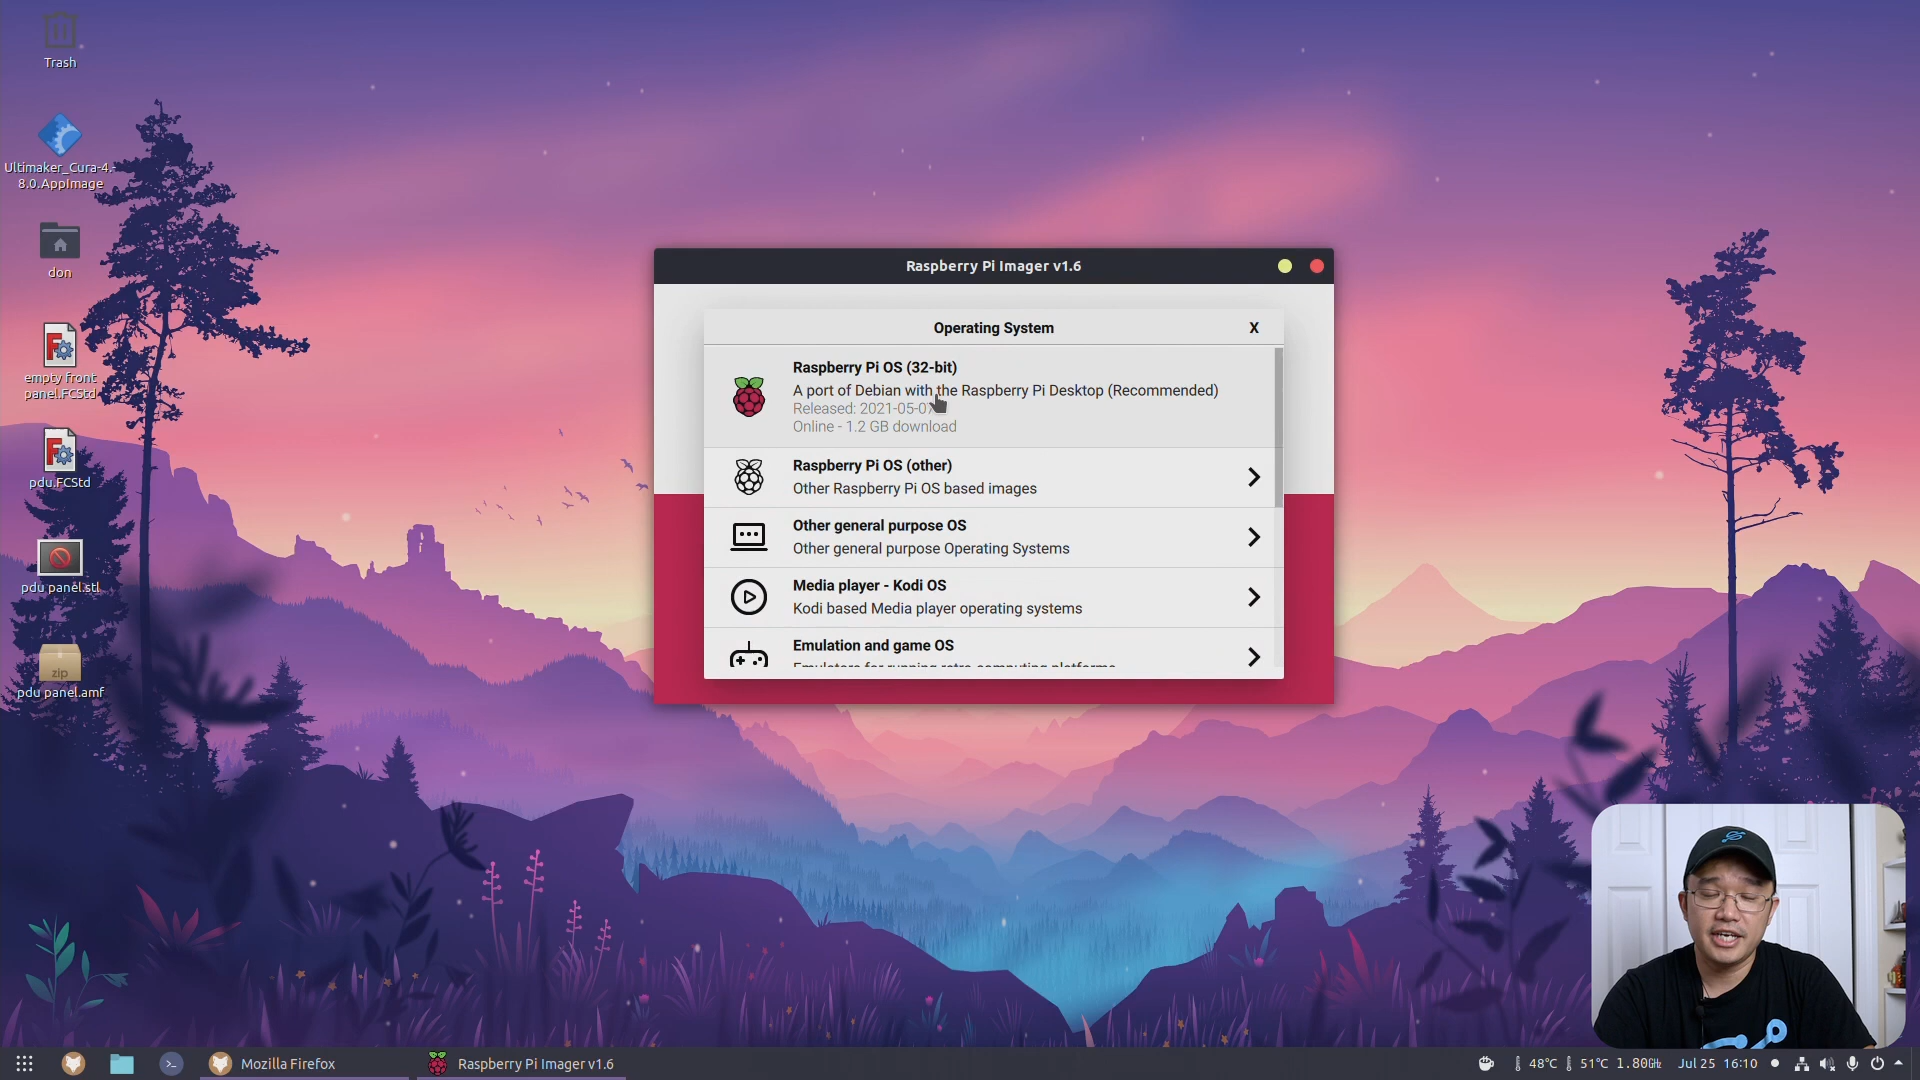 Trash
Ultimaker_Cura-4.
8.0.AppImage
don
empty front
panel.FCStd
pdu.FCStd
pdu panel.stl
zip
pdu panel.amf
Raspberry Pi Imager v1.6
Operating System
X
Raspberry Pi OS (32-bit)
A port of Debian with the Raspberry Pi Desktop (Recommended)
Released: 2021-05-07
Online - 1.2 GB download
Raspberry Pi OS (other)
Other Raspberry Pi OS based images
Other general purpose OS
Other general purpose Operating Systems
Media player - Kodi OS
Kodi based Media player operating systems
Emulation and game OS
Emulators for running retro-computing platforms
Mozilla Firefox
Raspberry Pi Imager v1.6
48°C
51°C
1.80GHz
Jul 25 16:10